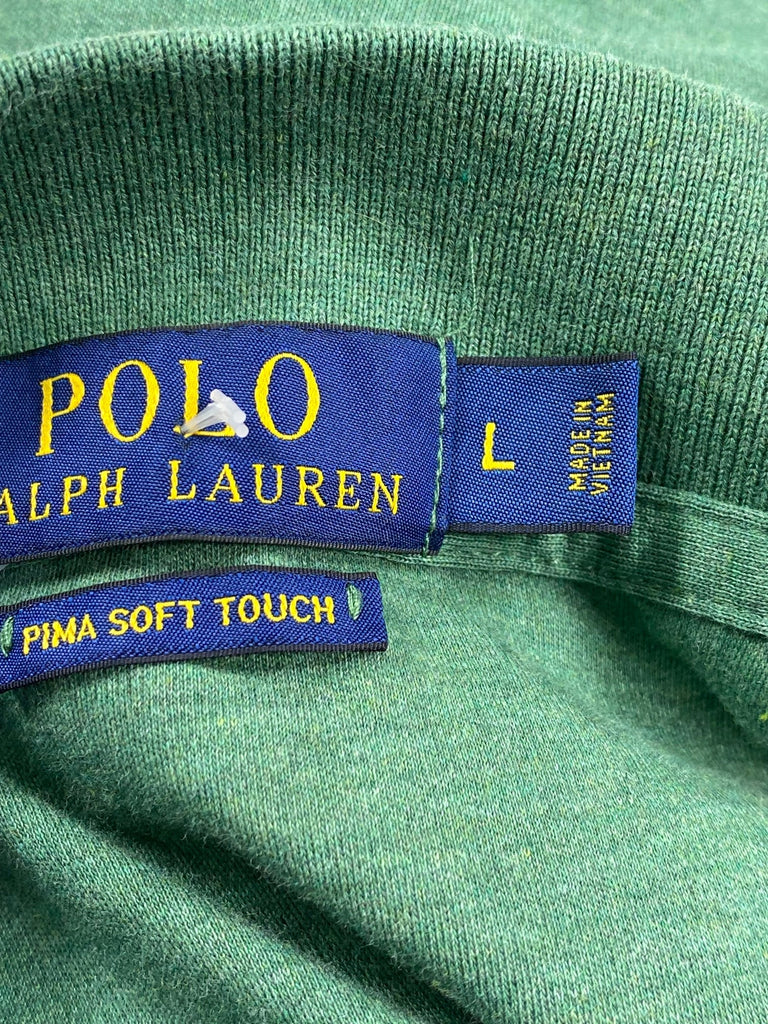 POLO
ALPH LAUREN
L
MADE IN
VIETNAM
PIMA SOFT TOUCH